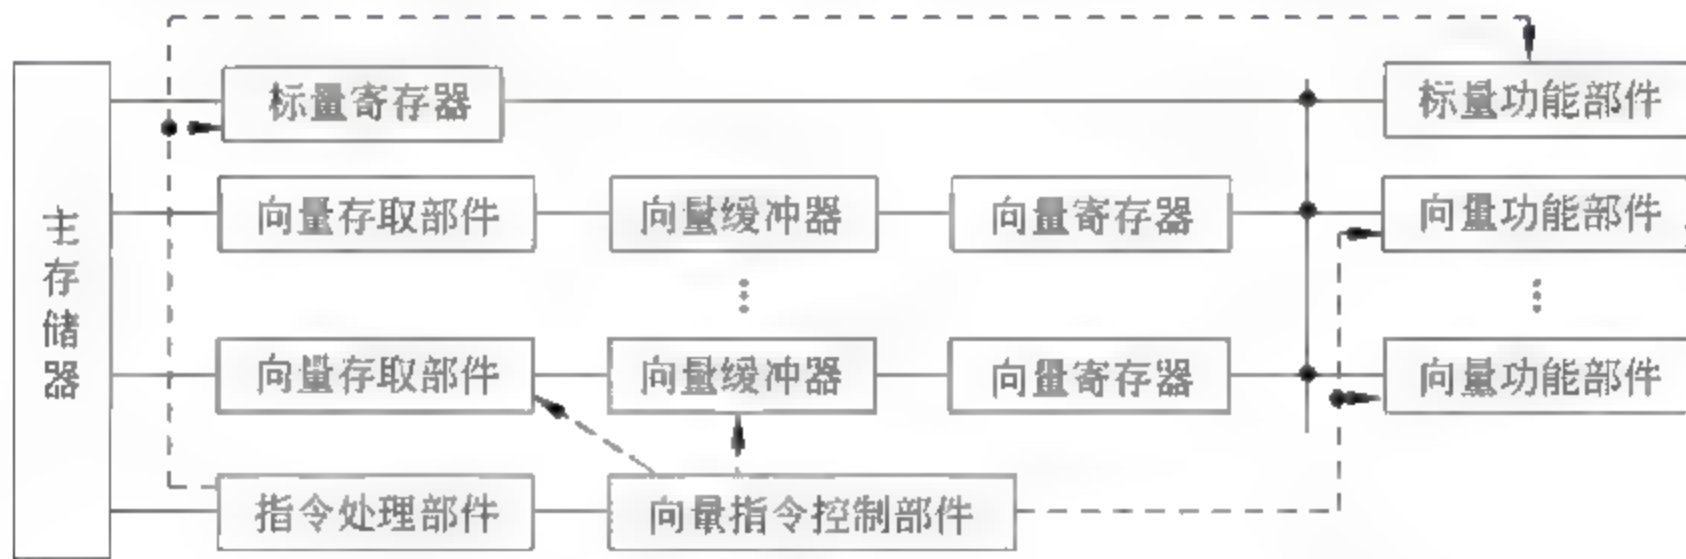 标量寄存器
标量功能部件
主存储器
向量存取部件
向量缓冲器
向量寄存器
向量功能部件
向量存取部件
向量缓冲器
向量寄存器
向量功能部件
指令处理部件
向量指令控制部件